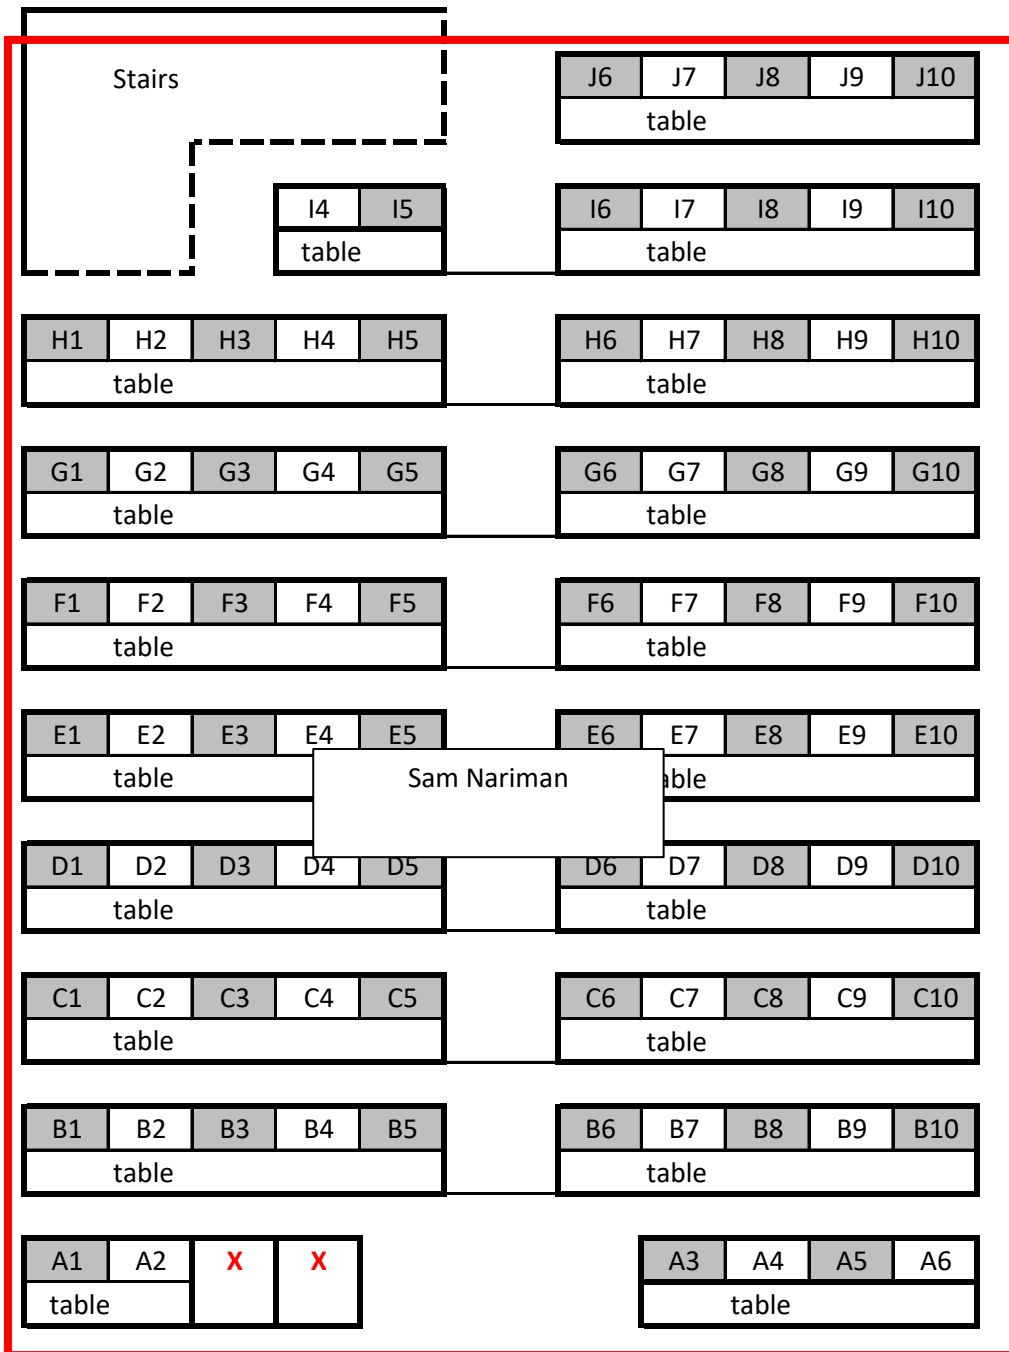 J6 J7 J8 J9 J10
Stairs
table
I4 I5 I6 I7 I8 I9 I10
table table
H1 H2 H3 H4 H5 H6 H7 H8 H9 H10
table table
G1 G2 G3 G4 G5 G6 G7 G8 G9 G10
table table
F1 F2 F3 F4 F5 F6 F7 F8 F9 F10
table table
E1 E2 E3 E4 E5 E6 E7 E8 E9 E10
table Sam Nariman able
D1 D2 D3 D4 D5 D6 D7 D8 D9 D10
table table
C1 C2 C3 C4 C5 C6 C7 C8 C9 C10
table table
B1 B2 B3 B4 B5 B6 B7 B8 B9 B10
table table
A1 A2 X X A3 A4 A5 A6
table table